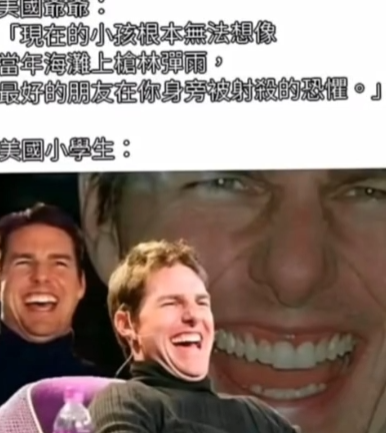 美國爺爺：
「現在的小孩根本無法想像
當年海灘上槍林彈雨，
最好的朋友在你身旁被射殺的恐懼。」
美國小學生：